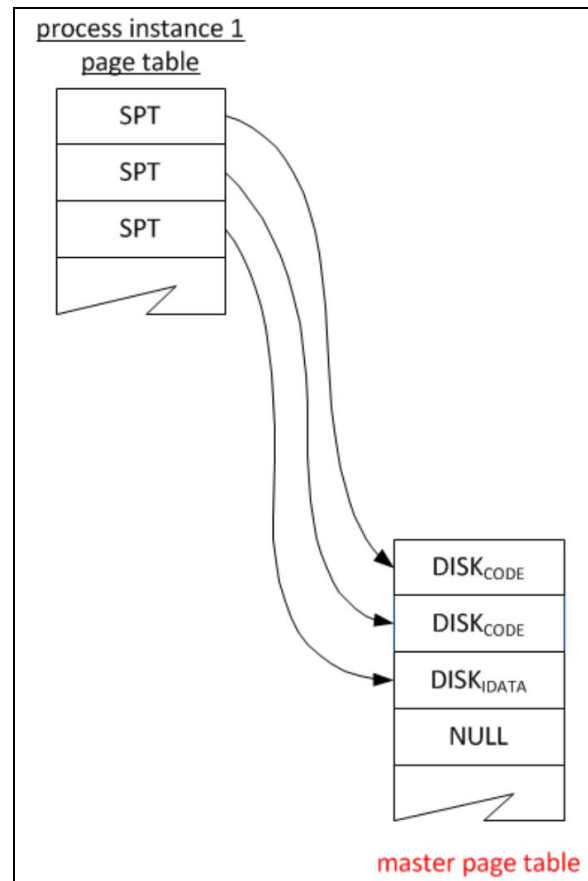 process instance 1
page table
SPT
SPT
SPT
DISKCODE
DISKCODE
DISKIDATA
NULL
master page table